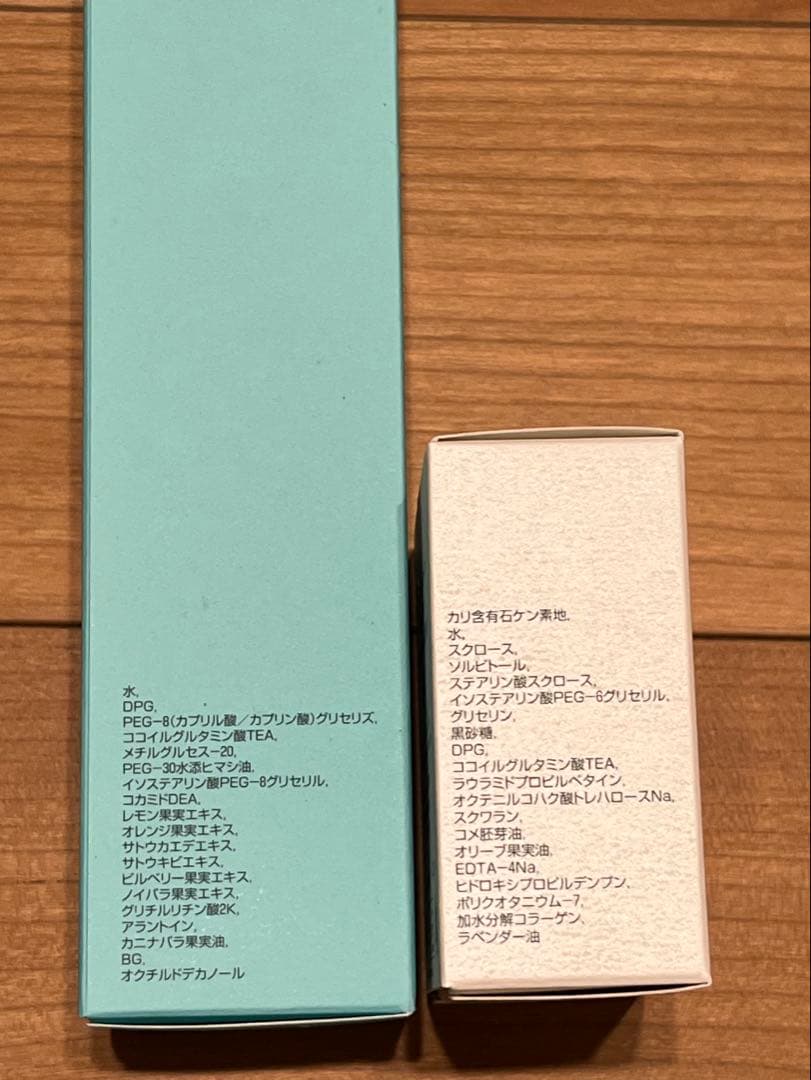 水,
DPG,
PEG-8(カプリル酸/カプリン酸)グリセリズ,
ココイルグルタミン酸TEA,
メチルグルセス-20,
PEG-30水添ヒマシ油,
イソステアリン酸PEG-8グリセリル,
コカミドDEA,
レモン果実エキス,
オレンジ果実エキス,
サトウカエデエキス,
サトウキビエキス,
ビルベリー果実エキス,
ノイバラ果実エキス,
グリチルリチン酸2K,
アラントイン,
カニナバラ果実油,
BG,
オクチルドデカノール
カリ含有石ケン素地,
水,
スクロース,
ソルビトール,
ステアリン酸スクロース,
イソステアリン酸PEG-6グリセリル,
グリセリン,
黒砂糖,
DPG,
ココイルグルタミン酸TEA,
ラウラミドプロピルベタイン,
オクテニルコハク酸トレハロースNa,
スクワラン,
コメ胚芽油,
オリーブ果実油,
EDTA-4Na,
ヒドロキシプロピルデンプン,
ポリクオタニウム-7,
加水分解コラーゲン,
ラベンダー油